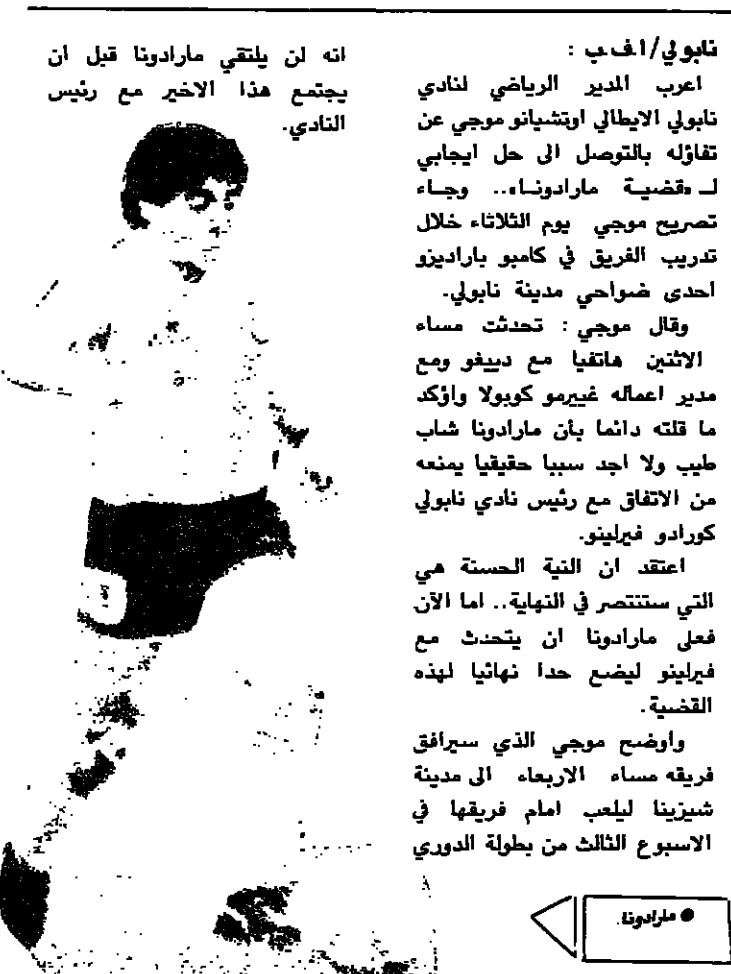 نابولي/ا ف ب :
اعرب المدير الرياضي لنادي
نابولي الايطالي اوتشيانو موجي عن
تفاؤله بالتوصل الى حل ايجابي
لـ «قضية مارادونا».. وجاء
تصريح موجي يوم الثلاثاء خلال
تدريب الفريق في كامبو باراديزو
احدى ضواحي مدينة نابولي.
وقال موجي : تحدثت مساء
الاثنين هاتفيا مع دييغو ومع
مدير اعماله غييرمو كوبولا واؤكد
ما قلته دائما بأن مارادونا شاب
طيب ولا اجد سببا حقيقيا يمنعه
من الاتفاق مع رئيس نادي نابولي
كورادو فيرلينو.
اعتقد ان النية الحسنة هي
التي ستنتصر في النهاية.. اما الآن
فعلى مارادونا ان يتحدث مع
فيرلينو ليضع حدا نهائيا لهذه
القضية.
واوضح موجي الذي سيرافق
فريقه مساء الاربعاء الى مدينة
شيزينا ليلعب امام فريقها في
الاسبوع الثالث من بطولة الدوري
انه لن يلتقي مارادونا قبل ان
يجتمع هذا الاخير مع رئيس
النادي.
● مارادونا.